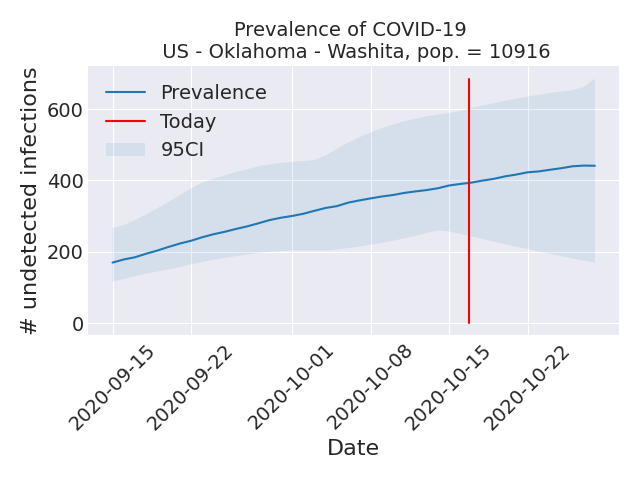 Prevalence of COVID-19
US - Oklahoma - Washita, pop. = 10916
# undetected infections
600
400
200
0
Prevalence
Today
95CI
2020-09-15
2020-09-22
2020-10-01
2020-10-08
2020-10-15
2020-10-22
Date